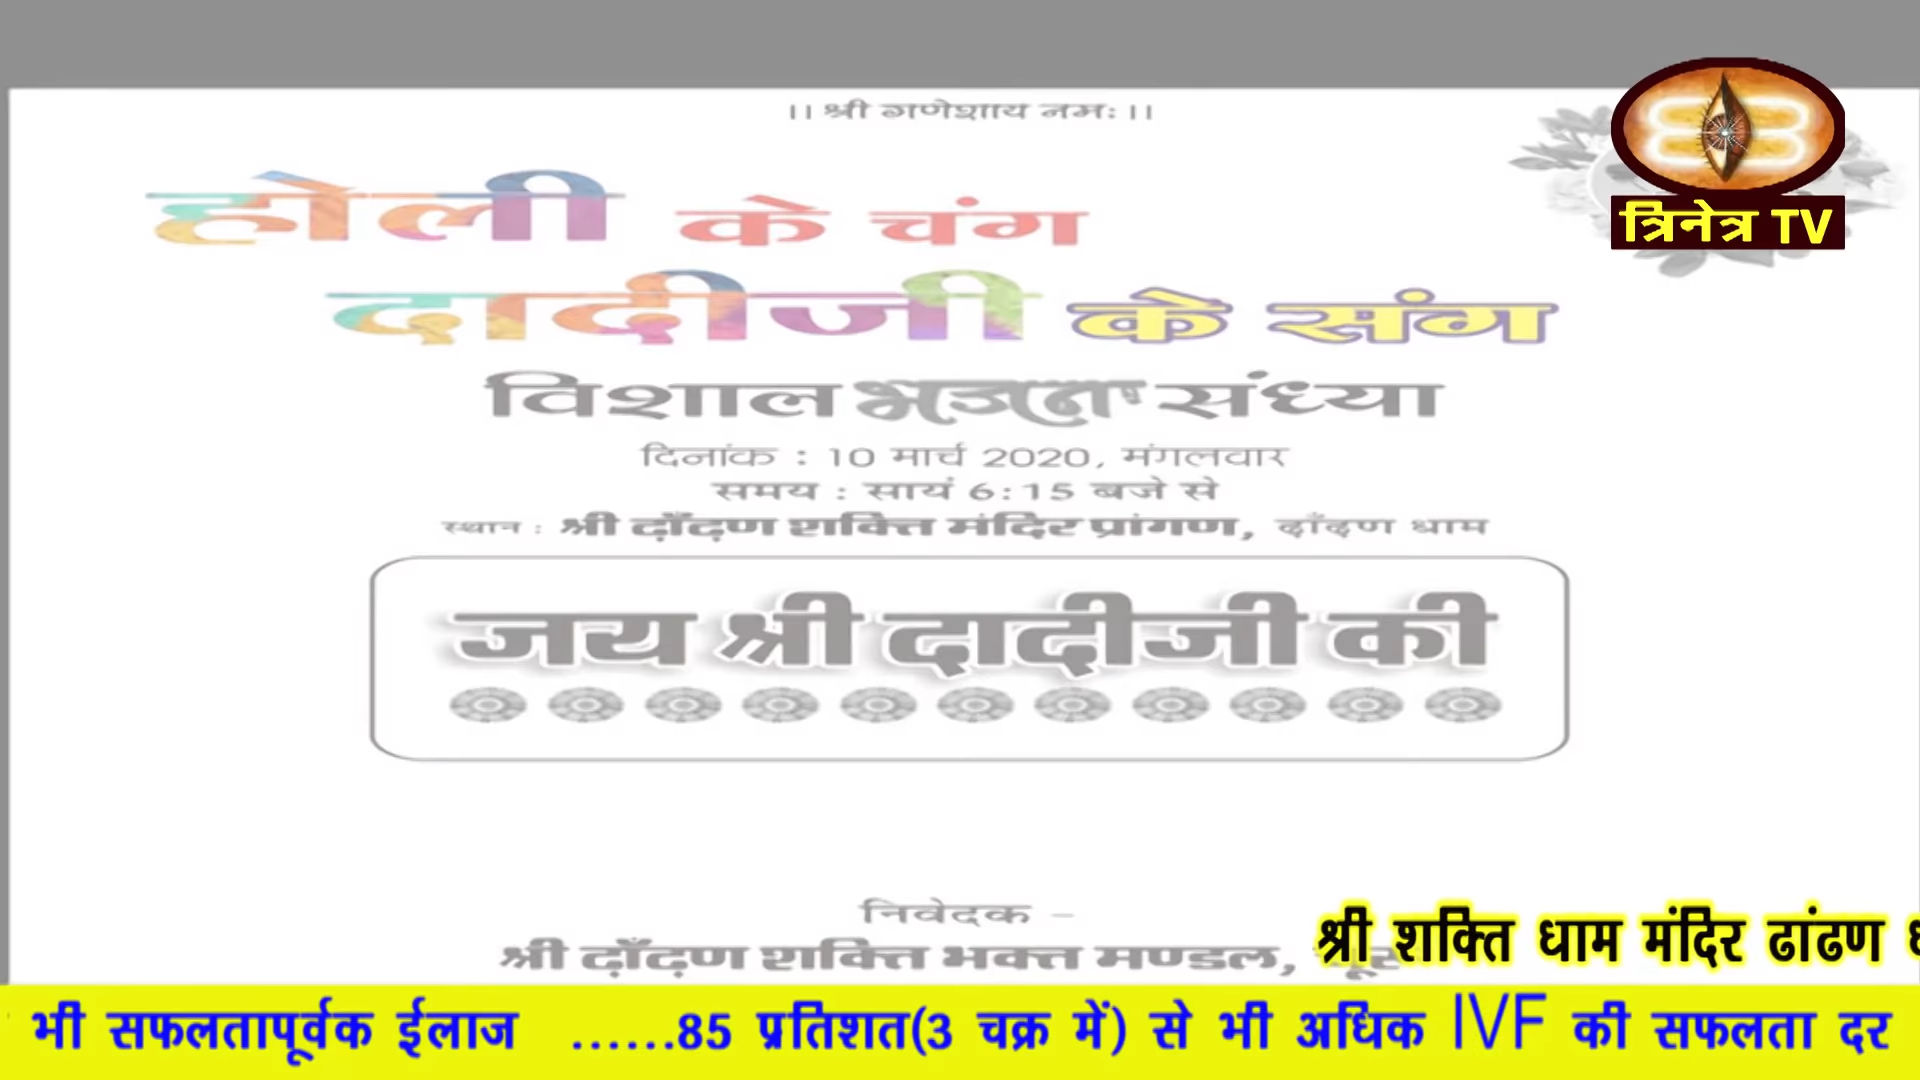 ।। श्री गणेशाय नमः ।।
होली के चंग
दादीजी के संग
विशाल भजन संध्या
दिनांक : 10 मार्च 2020, मंगलवार
समय : सायं 6:15 बजे से
स्थान : श्री ढाँढण शक्ति मंदिर प्रांगण, ढाँढण धाम
जय श्री दादीजी की
निवेदक -
श्री ढाँढण शक्ति भक्त मण्डल,
त्रिनेत्र TV
श्री शक्ति धाम मंदिर ढांढण
भी सफलतापूर्वक ईलाज ......85 प्रतिशत(3 चक्र में) से भी अधिक IVF की सफलता दर